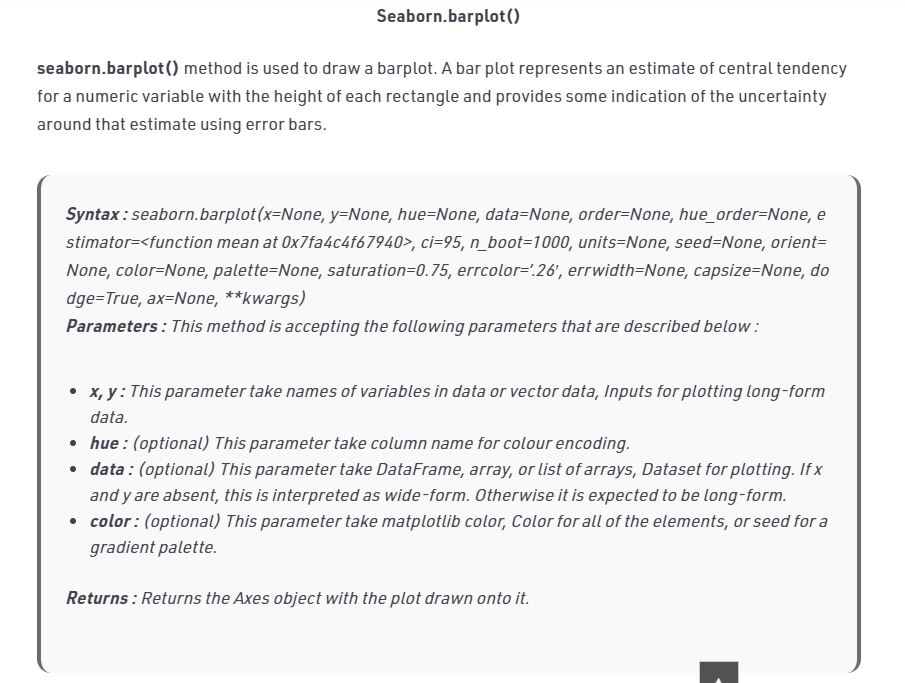 Seaborn.barplot()
seaborn.barplot() method is used to draw a barplot. A bar plot represents an estimate of central tendency
for a numeric variable with the height of each rectangle and provides some indication of the uncertainty
around that estimate using error bars.
Syntax : seaborn.barplot(x=None, y=None, hue=None, data=None, order=None, hue_order=None, e
stimator=<function mean at 0x7fa4c4f67940>, ci=95, n_boot=1000, units=None, seed=None, orient=
None, color=None, palette=None, saturation=0.75, errcolor='.26', errwidth=None, capsize=None, do
dge=True, ax=None, **kwargs)
Parameters : This method is accepting the following parameters that are described below :
• x, y : This parameter take names of variables in data or vector data, Inputs for plotting long-form
data.
• hue : (optional) This parameter take column name for colour encoding.
• data : (optional) This parameter take DataFrame, array, or list of arrays, Dataset for plotting. If x
and y are absent, this is interpreted as wide-form. Otherwise it is expected to be long-form.
• color : (optional) This parameter take matplotlib color, Color for all of the elements, or seed for a
gradient palette.
Returns : Returns the Axes object with the plot drawn onto it.